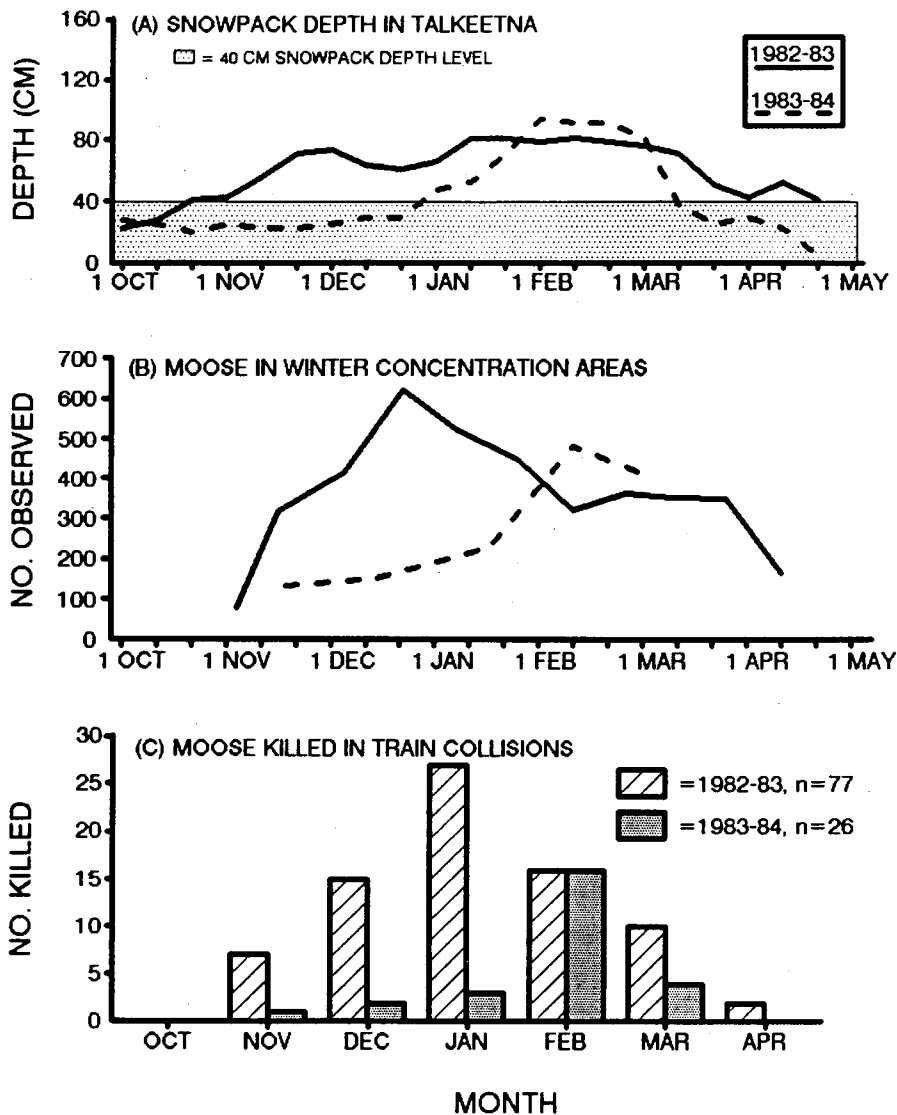 (A) SNOWPACK DEPTH IN TALKEETNA
= 40 CM SNOWPACK DEPTH LEVEL
1982-83
1983-84
DEPTH (CM)
160
120
80
40
0
1 OCT 1 NOV 1 DEC 1 JAN 1 FEB 1 MAR 1 APR 1 MAY
(B) MOOSE IN WINTER CONCENTRATION AREAS
NO. OBSERVED
700
600
500
400
300
200
100
0
1 OCT 1 NOV 1 DEC 1 JAN 1 FEB 1 MAR 1 APR 1 MAY
(C) MOOSE KILLED IN TRAIN COLLISIONS
=1982-83, n=77
=1983-84, n=26
NO. KILLED
30
25
20
15
10
5
0
OCT NOV DEC JAN FEB MAR APR
MONTH